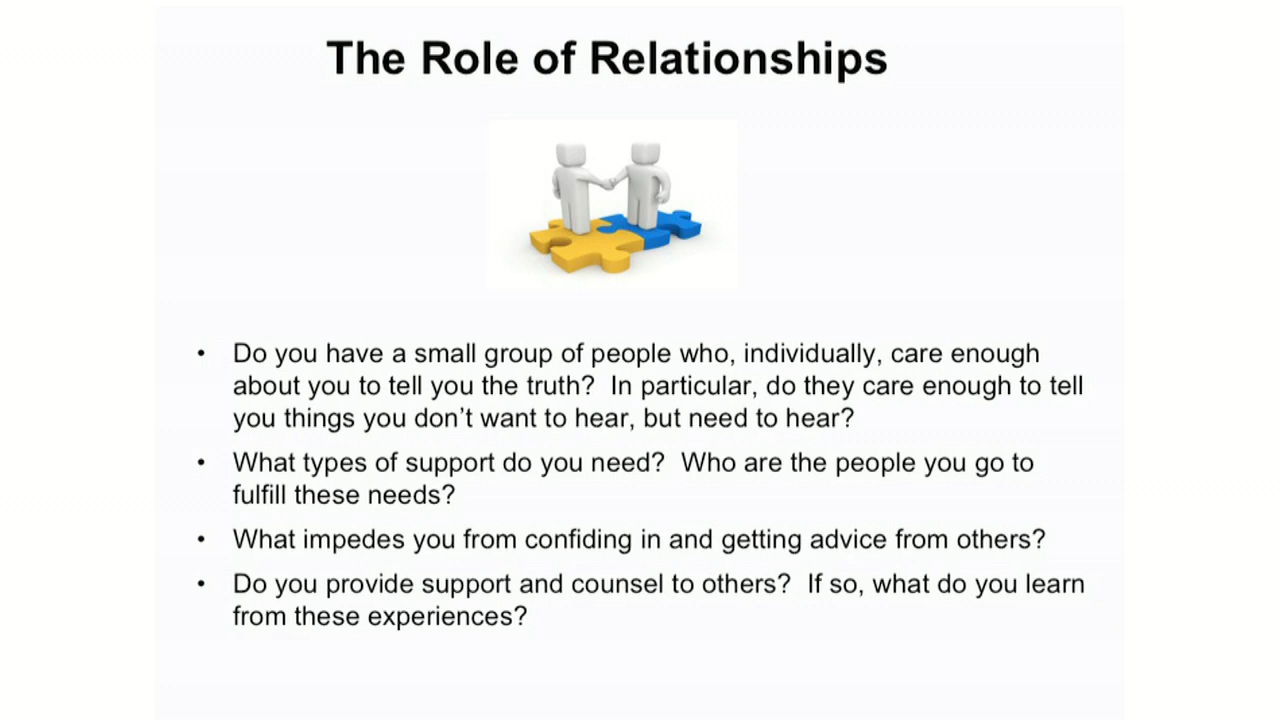 The Role of Relationships
• Do you have a small group of people who, individually, care enough
about you to tell you the truth?  In particular, do they care enough to tell
you things you don’t want to hear, but need to hear?
• What types of support do you need?  Who are the people you go to
fulfill these needs?
• What impedes you from confiding in and getting advice from others?
• Do you provide support and counsel to others?  If so, what do you learn
from these experiences?